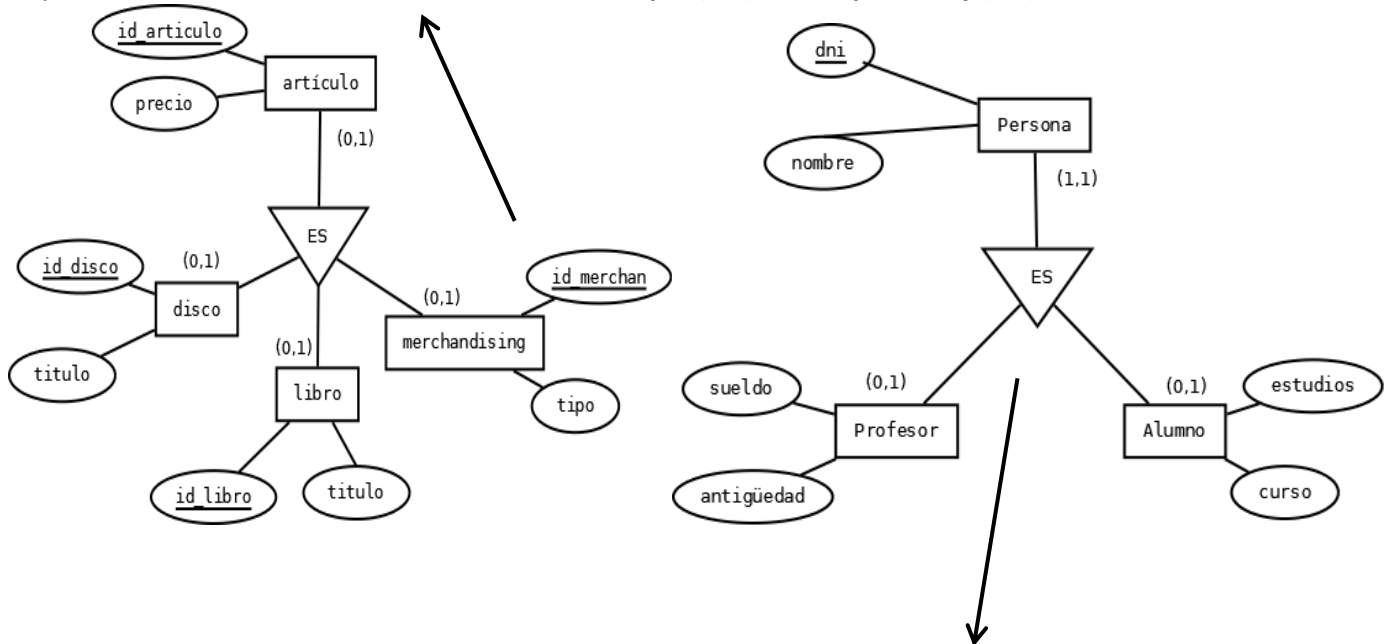 id_articulo
artículo
precio
(0,1)
ES
id_disco
(0,1)
disco
titulo
(0,1)
libro
id_libro
titulo
(0,1)
id_merchan
merchandising
tipo
dni
Persona
nombre
(1,1)
ES
sueldo
(0,1)
Profesor
antigüedad
(0,1)
estudios
Alumno
curso